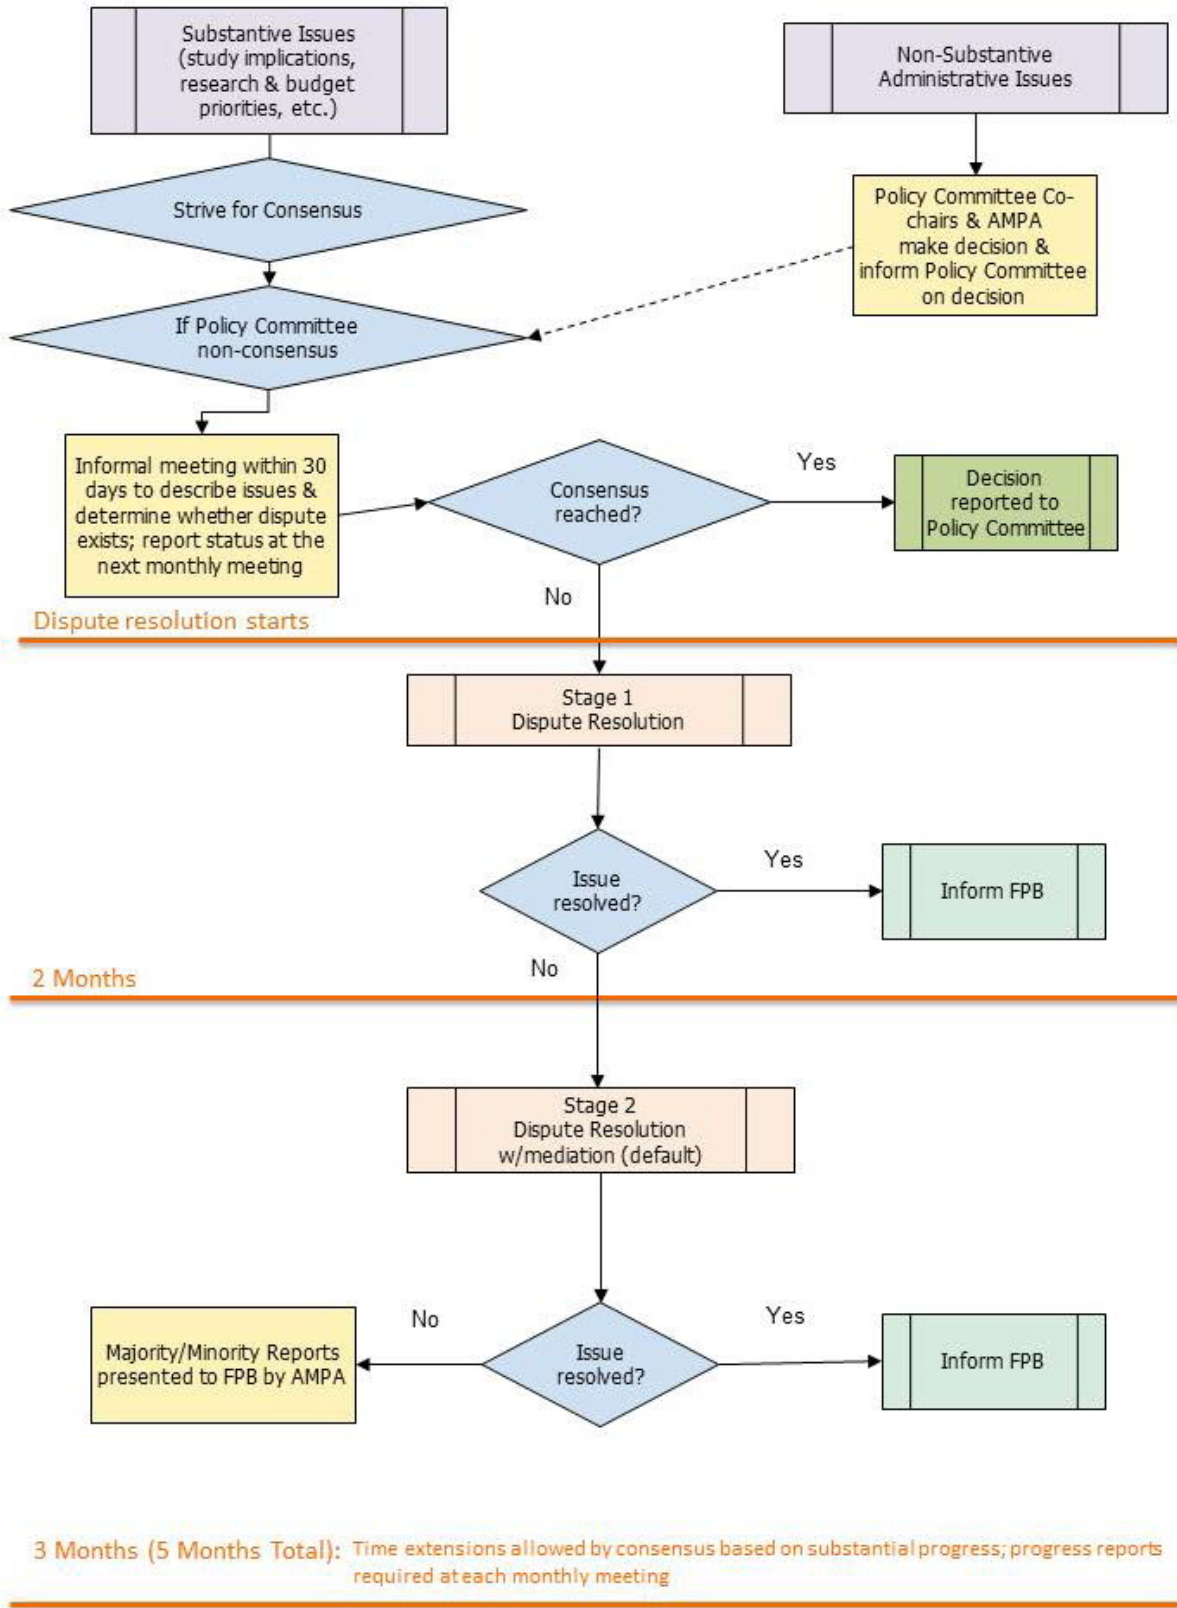 Substantive Issues
(study implications,
research & budget
priorities, etc.)
Non-Substantive
Administrative Issues
Strive for Consensus
Policy Committee Co-
chairs & AMPA
make decision &
inform Policy Committee
on decision
If Policy Committee
non-consensus
Informal meeting within 30
days to describe issues &
determine whether dispute
exists; report status at the
next monthly meeting
Consensus
reached?
Yes
Decision
reported to
Policy Committee
No
Dispute resolution starts
Stage 1
Dispute Resolution
Issue
resolved?
Yes
Inform FPB
No
2 Months
Stage 2
Dispute Resolution
w/mediation (default)
Issue
resolved?
No
Majority/Minority Reports
presented to FPB by AMPA
Yes
Inform FPB
3 Months (5 Months Total): Time extensions allowed by consensus based on substantial progress; progress reports
required at each monthly meeting